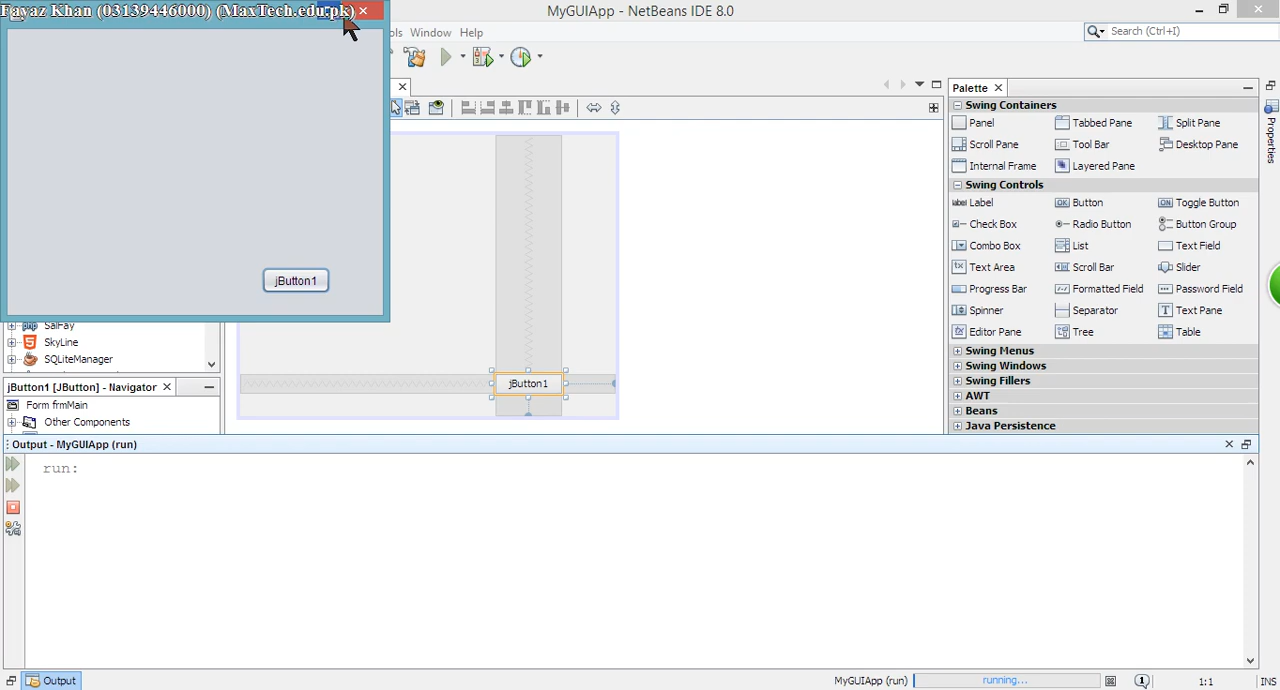 Fayaz Khan (03139446000) (MaxTech.edu.pk)
MyGUIApp - NetBeans IDE 8.0
Window Help
Search (Ctrl+I)
Palette
Swing Containers
Panel Tabbed Pane Split Pane
Scroll Pane Tool Bar Desktop Pane
Internal Frame Layered Pane
Swing Controls
label Label OK Button ON Toggle Button
Check Box Radio Button Button Group
Combo Box List Text Field
Text Area Scroll Bar Slider
Progress Bar Formatted Field Password Field
Spinner Separator Text Pane
Editor Pane Tree Table
Swing Menus
Swing Windows
Swing Fillers
AWT
Beans
Java Persistence
Properties
jButton1
SalFay
SkyLine
SQLiteManager
jButton1 [JButton] - Navigator
Form frmMain
Other Components
jButton1
Output - MyGUIApp (run)
run:
Output
MyGUIApp (run) running... 1:1 INS